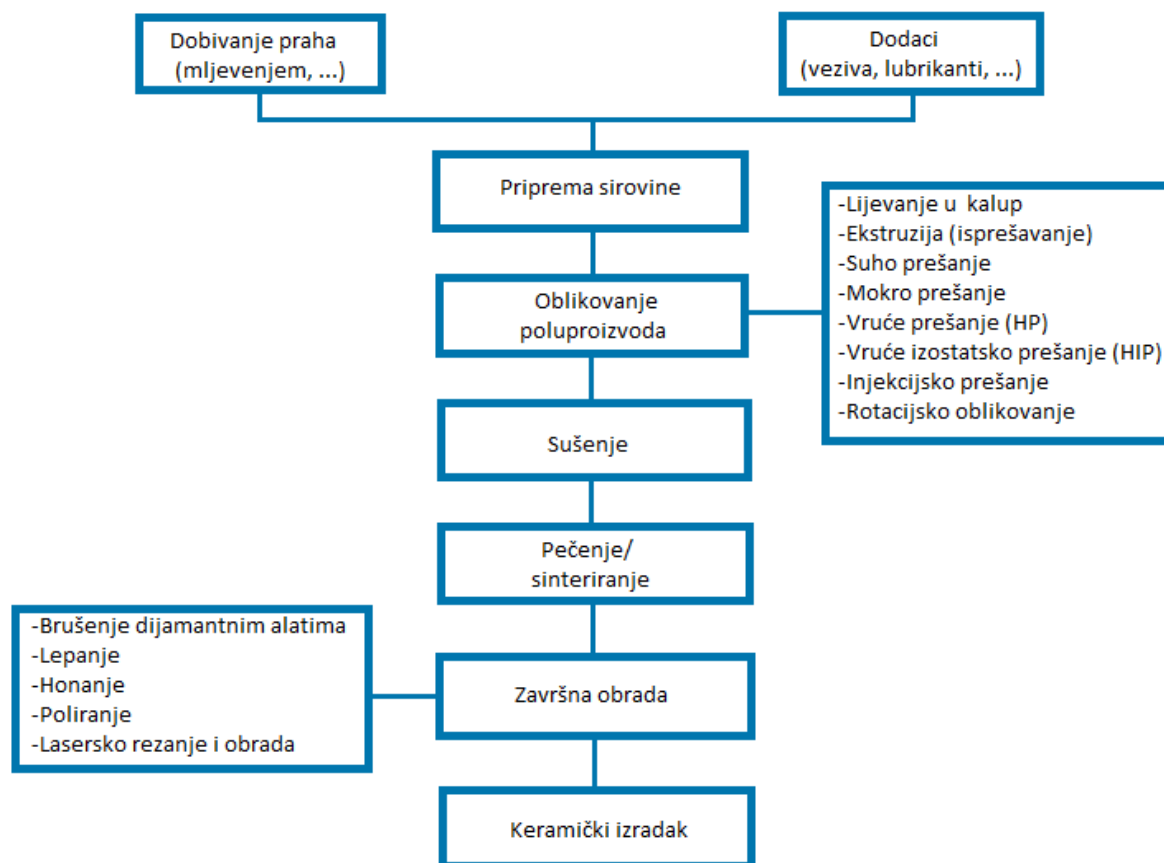 Dobivanje praha
(mljevenjem, ...)
Dodaci
(veziva, lubrikanti, ...)
Priprema sirovine
Oblikovanje
poluproizvoda
-Lijevanje u kalup
-Ekstruzija (isprešavanje)
-Suho prešanje
-Mokro prešanje
-Vruće prešanje (HP)
-Vruće izostatsko prešanje (HIP)
-Injekcijsko prešanje
-Rotacijsko oblikovanje
Sušenje
Pečenje/
sinteriranje
-Brušenje dijamantnim alatima
-Lepanje
-Honanje
-Poliranje
-Lasersko rezanje i obrada
Završna obrada
Keramički izradak